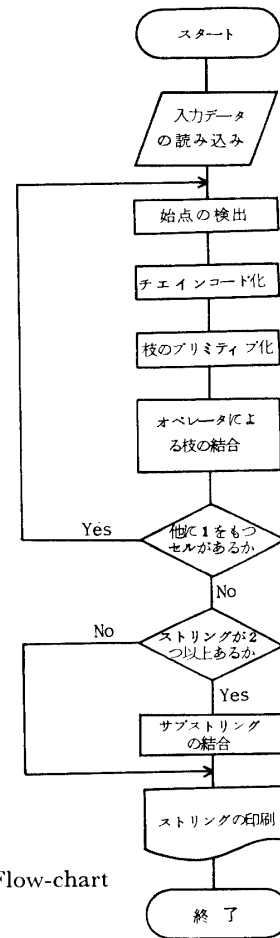 スタート
入力データ
の読み込み
始点の検出
チエインコード化
枝のプリミティブ化
オペレータによ
る枝の結合
他に1をもつ
セルがあるか
Yes
No
ストリングが2
つ以上あるか
No
Yes
サブストリング
の結合
ストリングの印刷
Flow-chart
終了